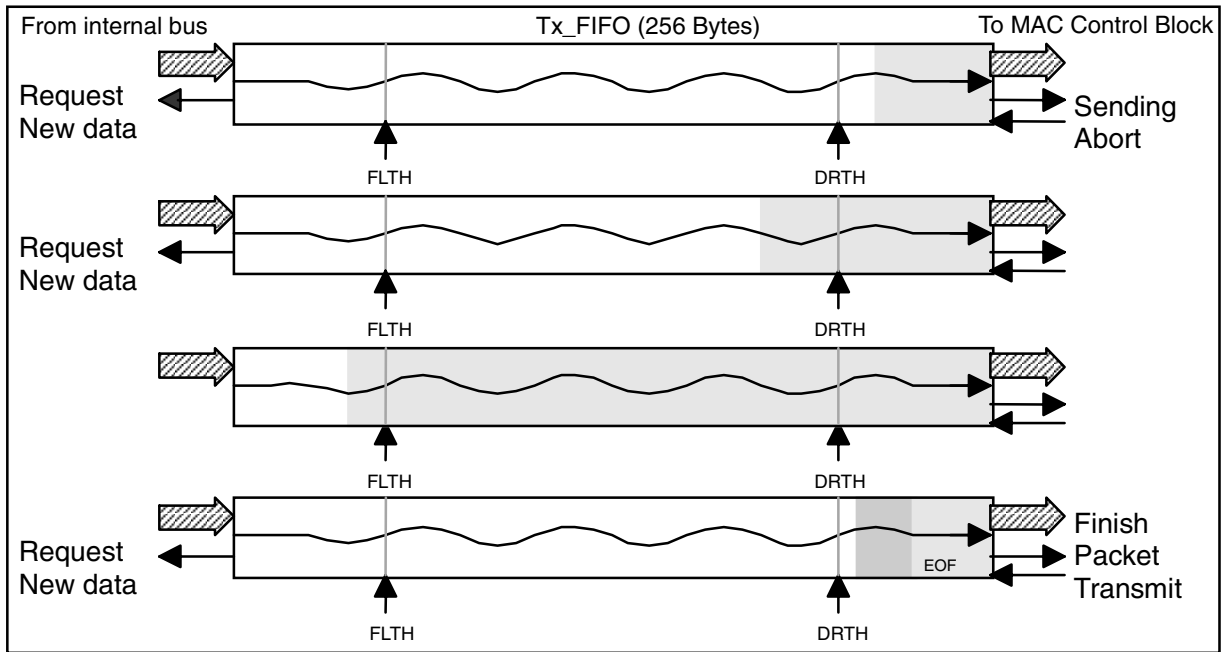 From internal bus
Tx_FIFO (256 Bytes)
To MAC Control Block
Request
New data
Sending
Abort
FLTH
DRTH
Request
New data
FLTH
DRTH
FLTH
DRTH
Request
New data
EOF
Finish
Packet
Transmit
FLTH
DRTH